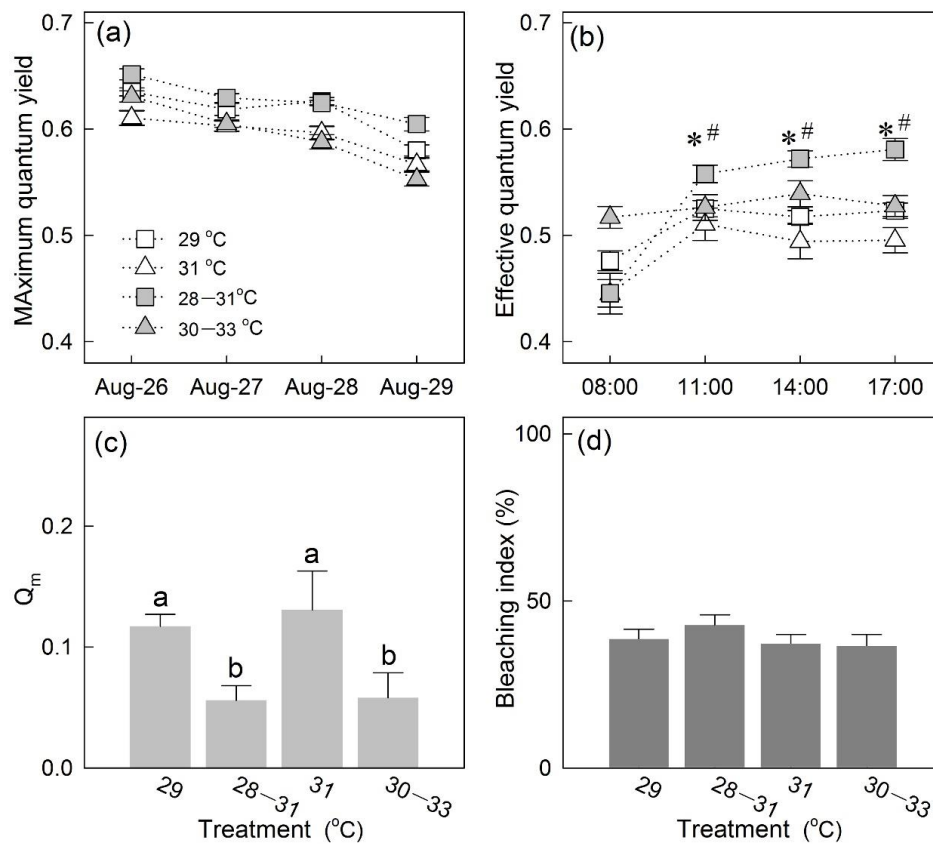 (a)
MAximum quantum yield
0.7
0.6
0.5
0.4
29 °C
31 °C
28–31°C
30–33 °C
Aug-26 Aug-27 Aug-28 Aug-29
(b)
Effective quantum yield
0.7
0.6
0.5
0.4
*# *# *#
08:00 11:00 14:00 17:00
(c)
Qm
0.2
0.1
0.0
a b a b
29 28–31 31 30–33
Treatment (°C)
(d)
Bleaching index (%)
100
50
0
29 28–31 31 30–33
Treatment (°C)